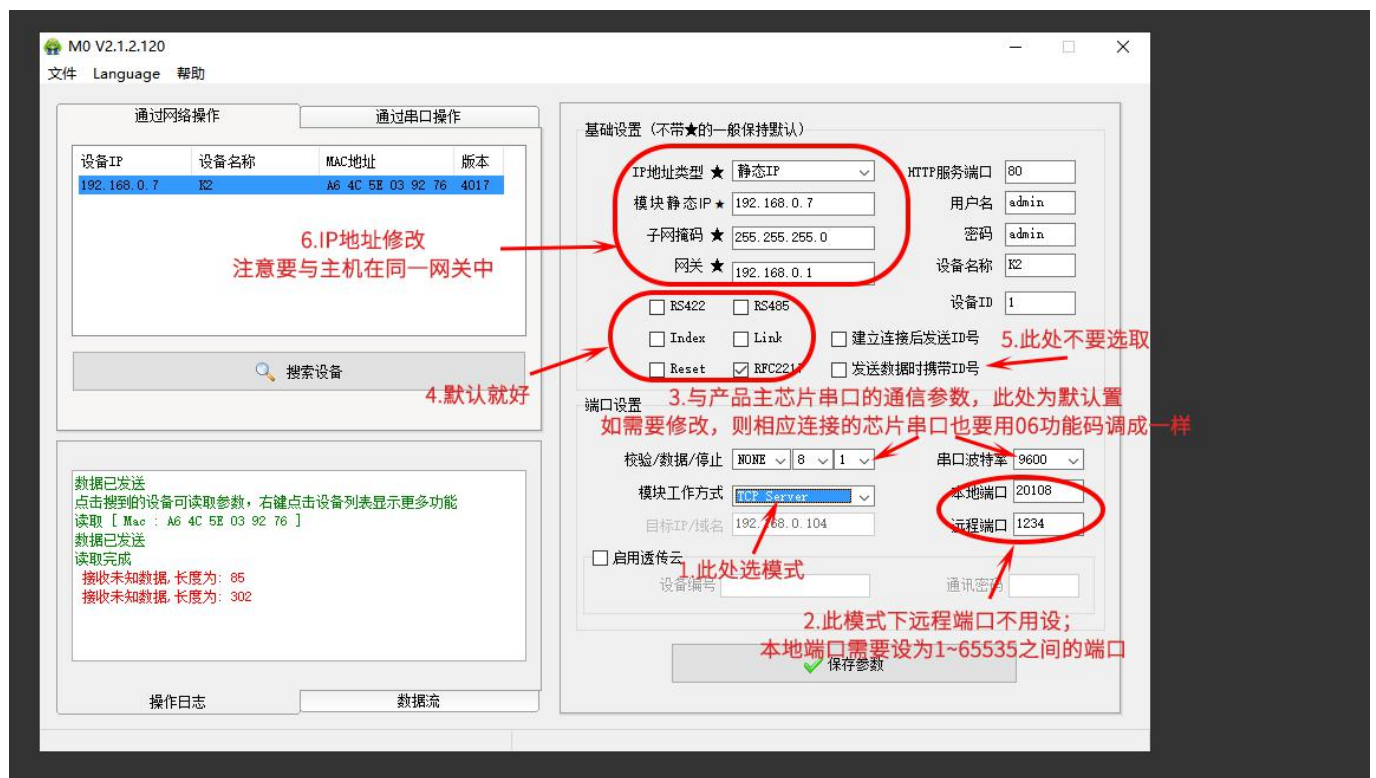 M0 V2.1.2.120
文件 Language 帮助
通过网络操作 通过串口操作
设备IP 设备名称 MAC地址 版本
192.168.0.7 K2 A6 4C 5E 03 92 76 4017
6.IP地址修改
注意要与主机在同一网关中
搜索设备
4.默认就好
数据已发送
点击搜到的设备可读取参数，右键点击设备列表显示更多功能
读取 [ Mac : A6 4C 5E 03 92 76 ]
数据已发送
读取完成
接收未知数据,长度为: 85
接收未知数据,长度为: 302
操作日志 数据流
基础设置 (不带★的一般保持默认)
IP地址类型 ★ 静态IP HTTP服务端口 80
模块静态IP★ 192.168.0.7 用户名 admin
子网掩码 ★ 255.255.255.0 密码 admin
网关 ★ 192.168.0.1 设备名称 K2
RS422 RS485 设备ID 1
Index Link 建立连接后发送ID号 5.此处不要选取
Reset RFC2217 发送数据时携带ID号
端口设置 3.与产品主芯片串口的通信参数，此处为默认置
如需要修改，则相应连接的芯片串口也要用06功能码调成一样
校验/数据/停止 NONE 8 1 串口波特率 9600
模块工作方式 TCP Server 本地端口 20108
目标IP/域名 192.168.0.104 远程端口 1234
启用透传云
1.此处选模式
设备编号 通讯密码
2.此模式下远程端口不用设；
本地端口需要设为1~65535之间的端口
保存参数